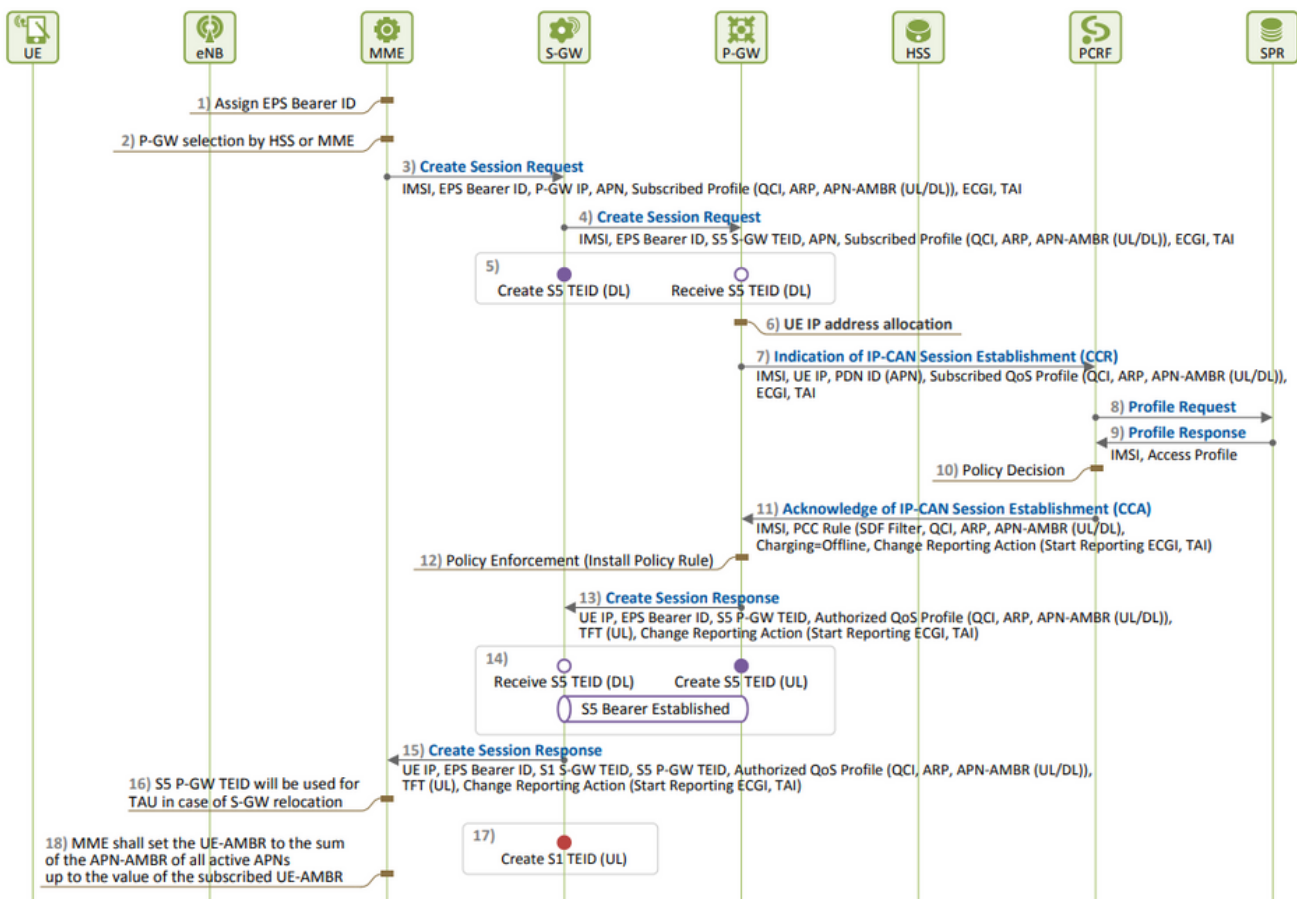 UE
eNB
MME
S-GW
P-GW
HSS
PCRF
SPR
1) Assign EPS Bearer ID
2) P-GW selection by HSS or MME
3) Create Session Request
IMSI, EPS Bearer ID, P-GW IP, APN, Subscribed Profile (QCI, ARP, APN-AMBR (UL/DL)), ECGI, TAI
4) Create Session Request
IMSI, EPS Bearer ID, S5 S-GW TEID, APN, Subscribed Profile (QCI, ARP, APN-AMBR (UL/DL)), ECGI, TAI
5)
Create S5 TEID (DL)
Receive S5 TEID (DL)
6) UE IP address allocation
7) Indication of IP-CAN Session Establishment (CCR)
IMSI, UE IP, PDN ID (APN), Subscribed QoS Profile (QCI, ARP, APN-AMBR (UL/DL)),
ECGI, TAI
8) Profile Request
9) Profile Response
IMSI, Access Profile
10) Policy Decision
11) Acknowledge of IP-CAN Session Establishment (CCA)
IMSI, PCC Rule (SDF Filter, QCI, ARP, APN-AMBR (UL/DL),
Charging=Offline, Change Reporting Action (Start Reporting ECGI, TAI)
12) Policy Enforcement (Install Policy Rule)
13) Create Session Response
UE IP, EPS Bearer ID, S5 P-GW TEID, Authorized QoS Profile (QCI, ARP, APN-AMBR (UL/DL)),
TFT (UL), Change Reporting Action (Start Reporting ECGI, TAI)
14)
Receive S5 TEID (DL)
Create S5 TEID (UL)
S5 Bearer Established
15) Create Session Response
UE IP, EPS Bearer ID, S1 S-GW TEID, S5 P-GW TEID, Authorized QoS Profile (QCI, ARP, APN-AMBR (UL/DL)),
TFT (UL), Change Reporting Action (Start Reporting ECGI, TAI)
16) S5 P-GW TEID will be used for
TAU in case of S-GW relocation
17)
Create S1 TEID (UL)
18) MME shall set the UE-AMBR to the sum
of the APN-AMBR of all active APNs
up to the value of the subscribed UE-AMBR